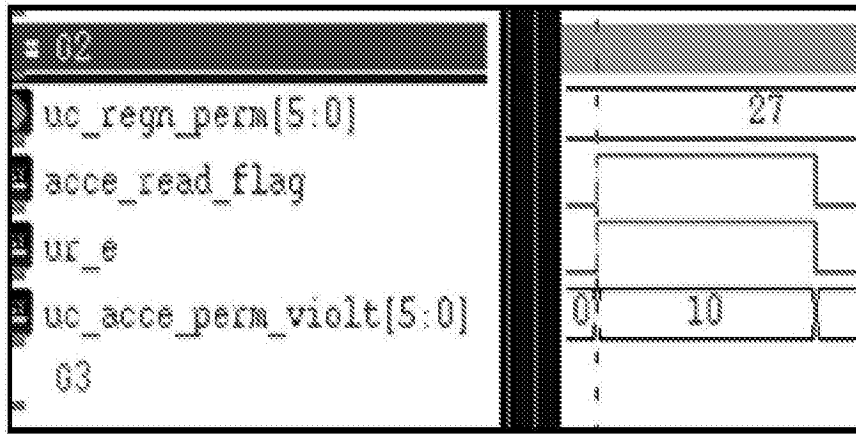 = 02
uc_regn_perm[5:0]
27
acce_read_flag
ur_e
uc_acce_perm_violt[5:0]
0
10
03